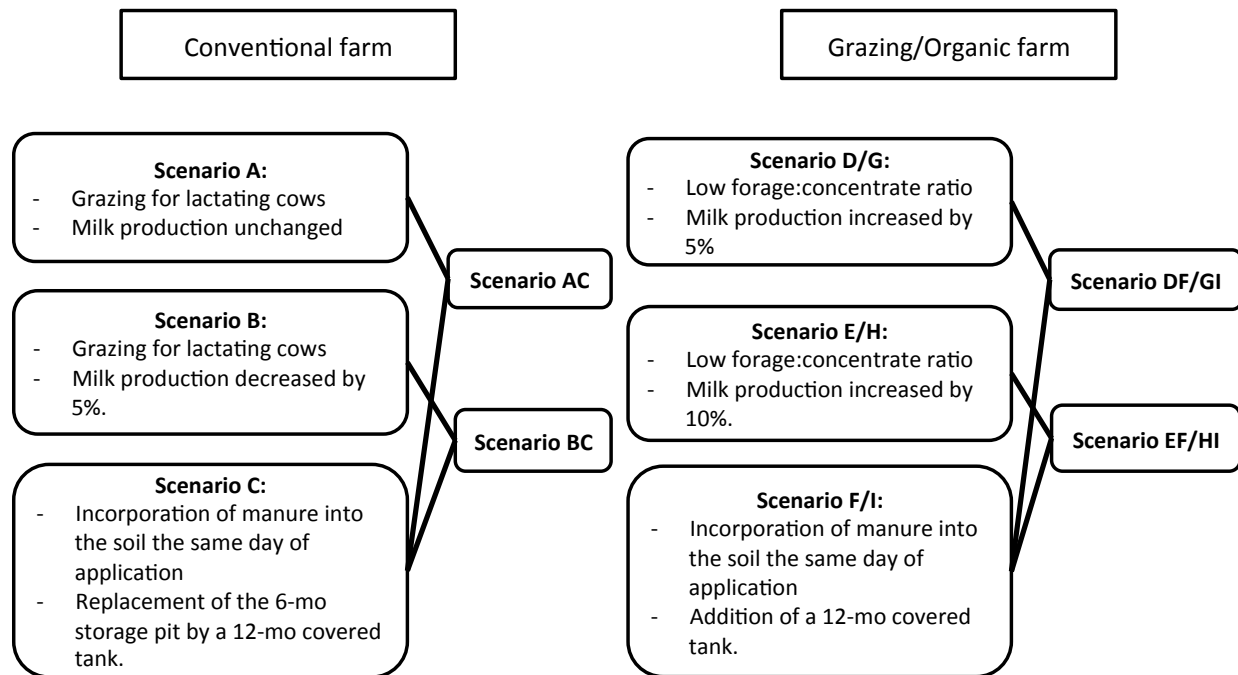 Conventional farm
Scenario A:
- Grazing for lactating cows
- Milk production unchanged
Scenario B:
- Grazing for lactating cows
- Milk production decreased by
5%.
Scenario C:
- Incorporation of manure into
the soil the same day of
application
- Replacement of the 6-mo
storage pit by a 12-mo covered
tank.
Scenario AC
Scenario BC
Grazing/Organic farm
Scenario D/G:
- Low forage:concentrate ratio
- Milk production increased by
5%
Scenario E/H:
- Low forage:concentrate ratio
- Milk production increased by
10%.
Scenario F/I:
- Incorporation of manure into
the soil the same day of
application
- Addition of a 12-mo covered
tank.
Scenario DF/GI
Scenario EF/HI